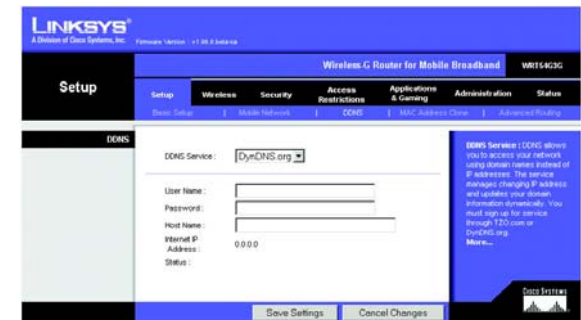 LINKSYS®
A Division of Cisco Systems, Inc.
Firmware Version :
Wireless-G Router for Mobile Broadband WRT54G3G
Setup
Setup Wireless Security Access Restrictions Applications & Gaming Administration Status
Basic Setup | Mobile Network | DDNS | MAC Address Clone | Advanced Routing
DDNS
DDNS Service : DynDNS.org
User Name :
Password :
Host Name :
Internet IP
Address : 0.0.0.0
Status :
DDNS Service : DDNS allows
you to access your network
using domain names instead of
IP addresses. The service
manages changing IP address
and updates your domain
information dynamically. You
must sign up for service
through TZO.com or
DynDNS.org.
More...
Save Settings Cancel Changes
CISCO SYSTEMS